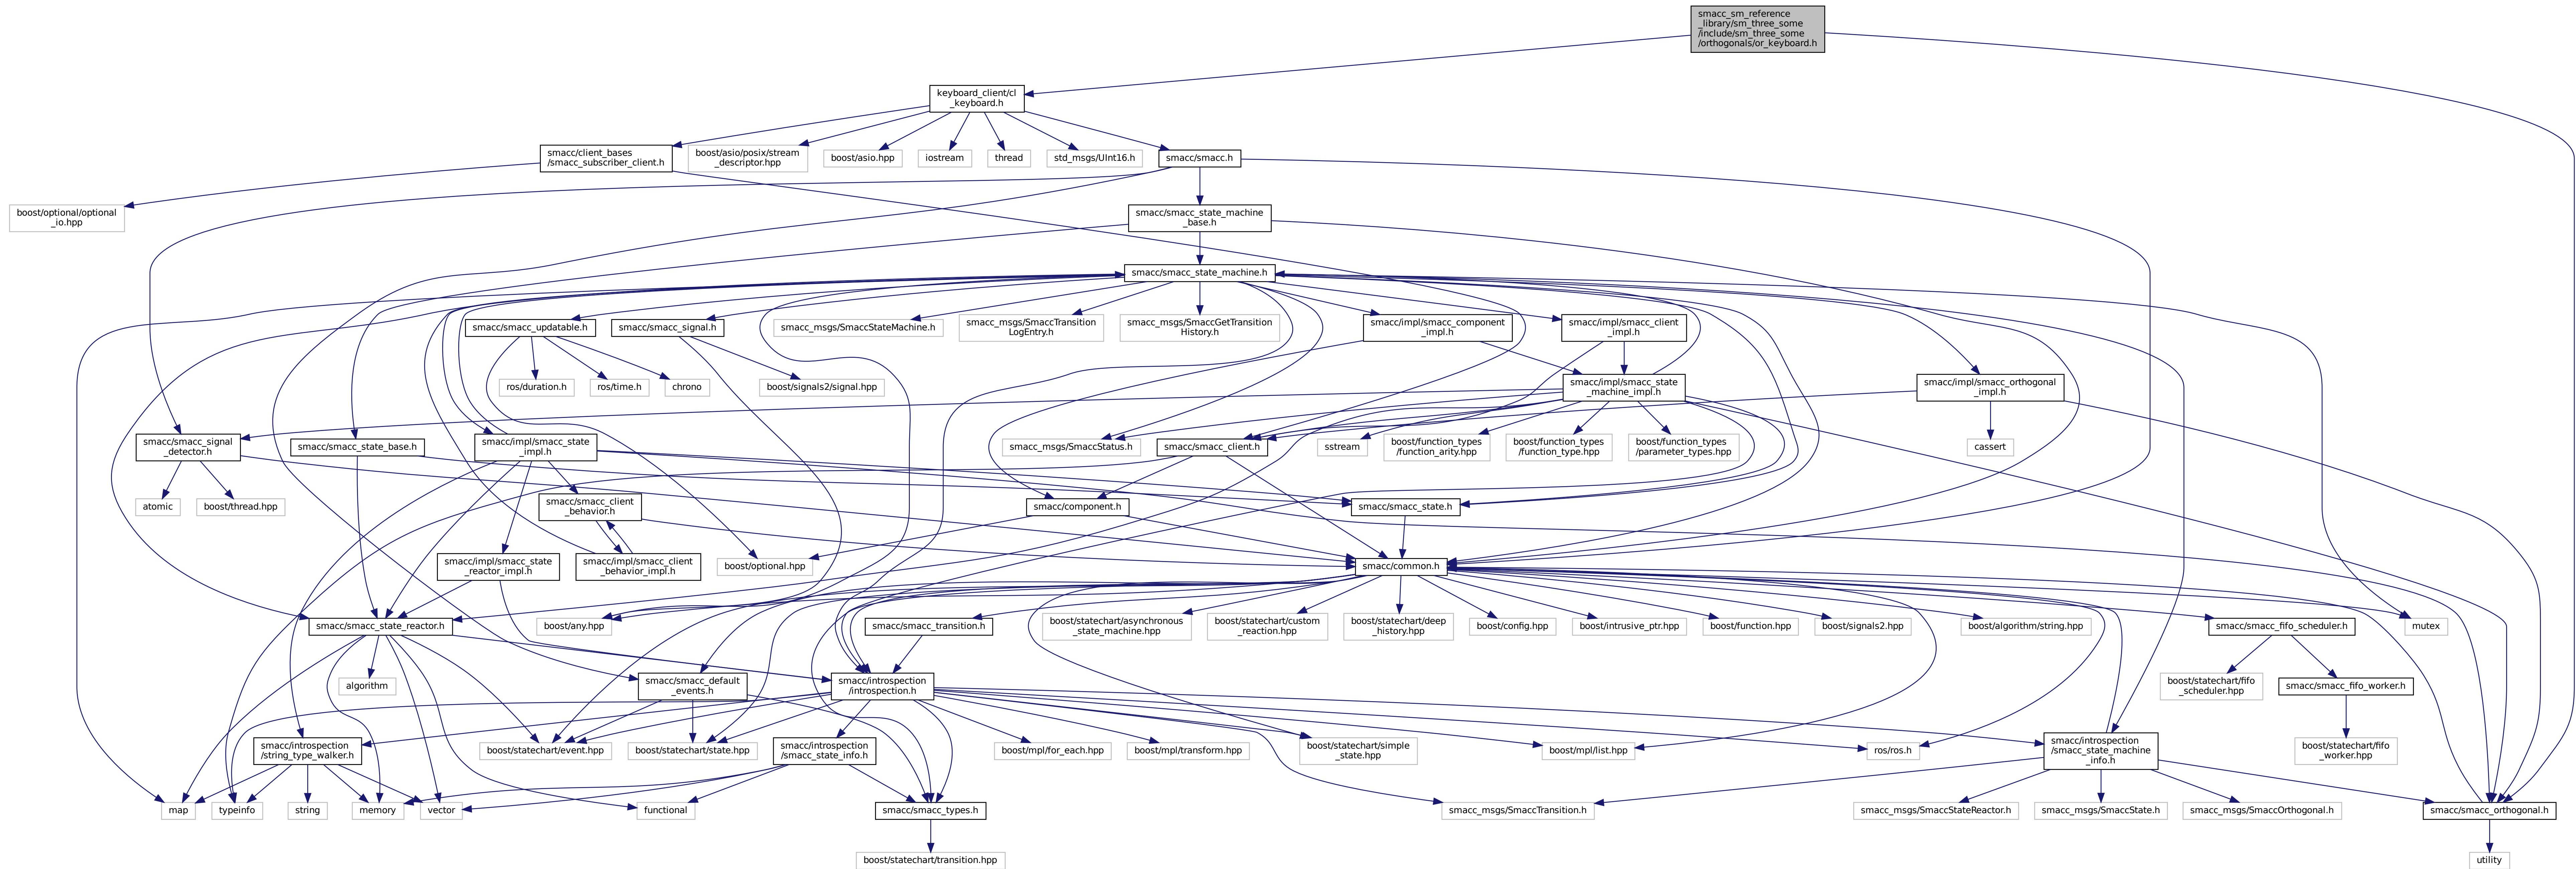 smacc_sm_reference
_library/sm_three_some
/include/sm_three_some
/orthogonals/or_keyboard.h
keyboard_client/cl
_keyboard.h
smacc/client_bases
/smacc_subscriber_client.h
boost/asio/posix/stream
_descriptor.hpp
boost/asio.hpp
iostream
thread
std_msgs/UInt16.h
smacc/smacc.h
boost/optional/optional
_io.hpp
smacc/smacc_state_machine
_base.h
smacc/smacc_state_machine.h
smacc/smacc_updatable.h
smacc/smacc_signal.h
smacc_msgs/SmaccStateMachine.h
smacc_msgs/SmaccTransition
LogEntry.h
smacc_msgs/SmaccGetTransition
History.h
smacc/impl/smacc_component
_impl.h
smacc/impl/smacc_client
_impl.h
ros/duration.h
ros/time.h
chrono
boost/signals2/signal.hpp
smacc/impl/smacc_state
_machine_impl.h
smacc/impl/smacc_orthogonal
_impl.h
smacc/smacc_signal
_detector.h
smacc/smacc_state_base.h
smacc/impl/smacc_state
_impl.h
smacc_msgs/SmaccStatus.h
smacc/smacc_client.h
sstream
boost/function_types
/function_arity.hpp
boost/function_types
/function_type.hpp
boost/function_types
/parameter_types.hpp
cassert
atomic
boost/thread.hpp
smacc/smacc_client
_behavior.h
smacc/component.h
smacc/smacc_state.h
smacc/impl/smacc_state
_reactor_impl.h
smacc/impl/smacc_client
_behavior_impl.h
boost/optional.hpp
smacc/common.h
smacc/smacc_state_reactor.h
boost/any.hpp
smacc/smacc_transition.h
boost/statechart/asynchronous
_state_machine.hpp
boost/statechart/custom
_reaction.hpp
boost/statechart/deep
_history.hpp
boost/config.hpp
boost/intrusive_ptr.hpp
boost/function.hpp
boost/signals2.hpp
boost/algorithm/string.hpp
smacc/smacc_fifo_scheduler.h
mutex
algorithm
smacc/smacc_default
_events.h
smacc/introspection
/introspection.h
boost/statechart/fifo
_scheduler.hpp
smacc/smacc_fifo_worker.h
smacc/introspection
/string_type_walker.h
boost/statechart/event.hpp
boost/statechart/state.hpp
smacc/introspection
/smacc_state_info.h
boost/mpl/for_each.hpp
boost/mpl/transform.hpp
boost/statechart/simple
_state.hpp
boost/mpl/list.hpp
ros/ros.h
smacc/introspection
/smacc_state_machine
_info.h
boost/statechart/fifo
_worker.hpp
map
typeinfo
string
memory
vector
functional
smacc/smacc_types.h
smacc_msgs/SmaccTransition.h
smacc_msgs/SmaccStateReactor.h
smacc_msgs/SmaccState.h
smacc_msgs/SmaccOrthogonal.h
smacc/smacc_orthogonal.h
boost/statechart/transition.hpp
utility